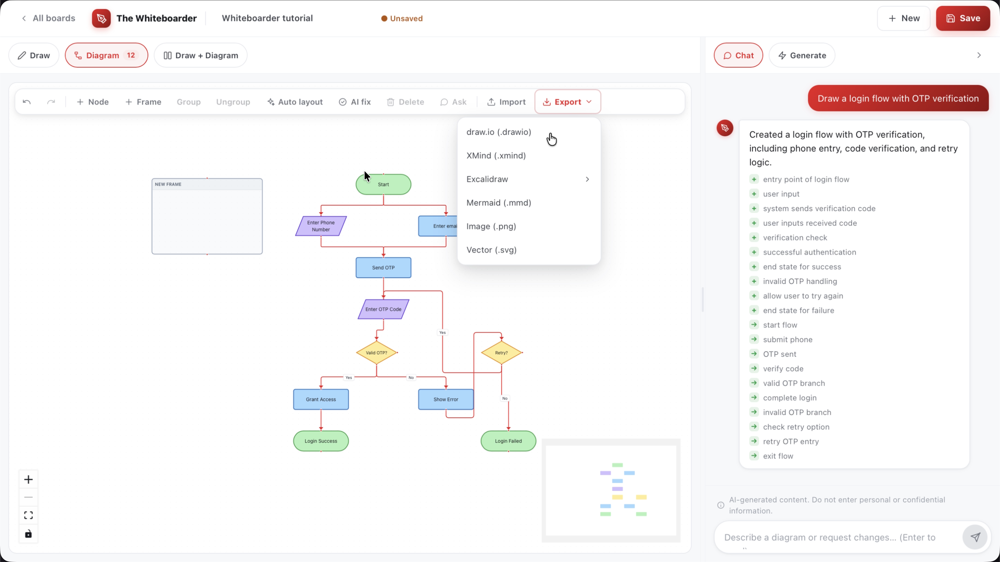 All boards
The Whiteboarder
Whiteboarder tutorial
Unsaved
New
Save
Draw
Diagram 12
Draw + Diagram
Chat
Generate
Node
Frame
Group
Ungroup
Auto layout
AI fix
Delete
Ask
Import
Export
draw.io (.drawio)
XMind (.xmind)
Excalidraw
Mermaid (.mmd)
Image (.png)
Vector (.svg)
NEW FRAME
Start
Enter Phone
Number
Enter emai
Send OTP
Enter OTP Code
Yes
Valid OTP?
Retry?
Yes
No
Grant Access
Show Error
No
Login Success
Login Failed
Draw a login flow with OTP verification
Created a login flow with OTP verification,
including phone entry, code verification, and retry
logic.
entry point of login flow
user input
system sends verification code
user inputs received code
verification check
successful authentication
end state for success
invalid OTP handling
allow user to try again
end state for failure
start flow
submit phone
OTP sent
verify code
valid OTP branch
complete login
invalid OTP branch
check retry option
retry OTP entry
exit flow
AI-generated content. Do not enter personal or confidential
information.
Describe a diagram or request changes... (Enter to